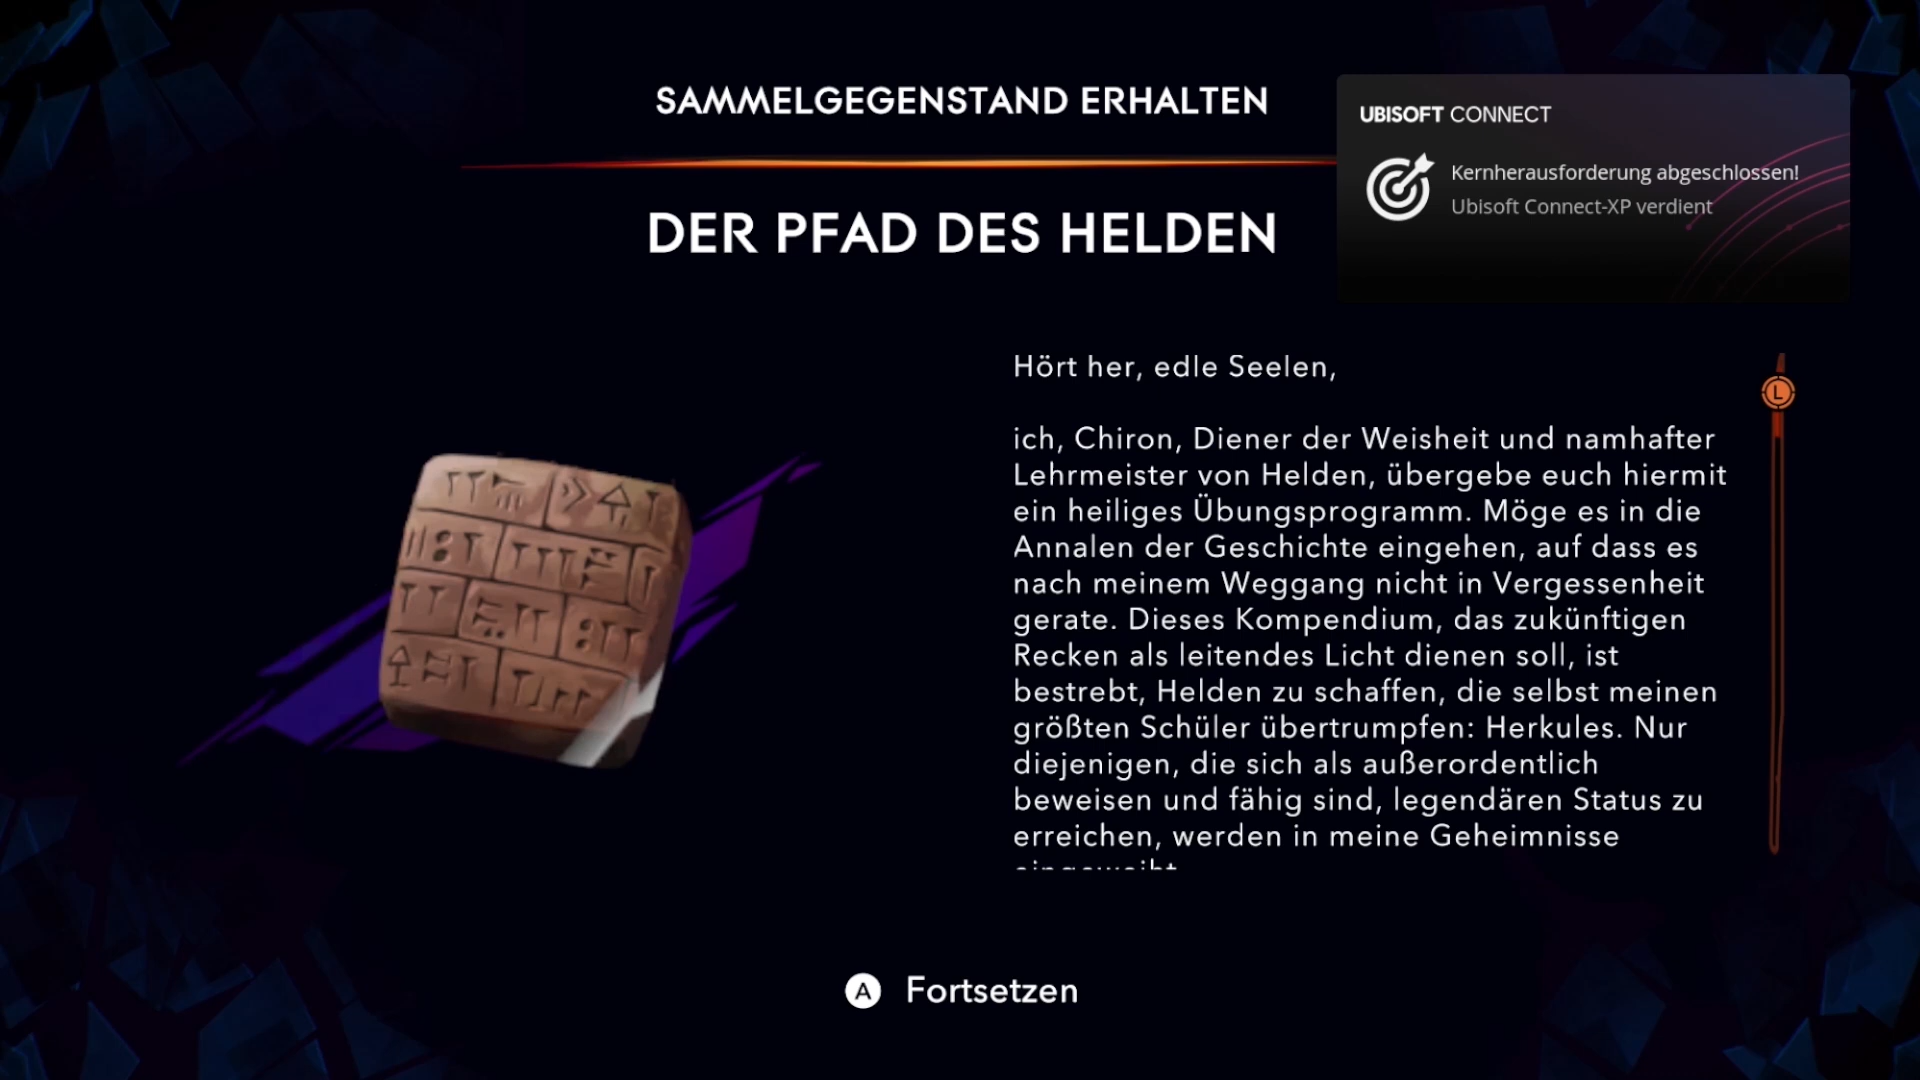 SAMMELGEGENSTAND ERHALTEN
UBISOFT CONNECT
Kernherausforderung abgeschlossen!
Ubisoft Connect-XP verdient
DER PFAD DES HELDEN
Hört her, edle Seelen,
ich, Chiron, Diener der Weisheit und namhafter
Lehrmeister von Helden, übergebe euch hiermit
ein heiliges Übungsprogramm. Möge es in die
Annalen der Geschichte eingehen, auf dass es
nach meinem Weggang nicht in Vergessenheit
gerate. Dieses Kompendium, das zukünftigen
Recken als leitendes Licht dienen soll, ist
bestrebt, Helden zu schaffen, die selbst meinen
größten Schüler übertrumpfen: Herkules. Nur
diejenigen, die sich als außerordentlich
beweisen und fähig sind, legendären Status zu
erreichen, werden in meine Geheimnisse
L
A Fortsetzen